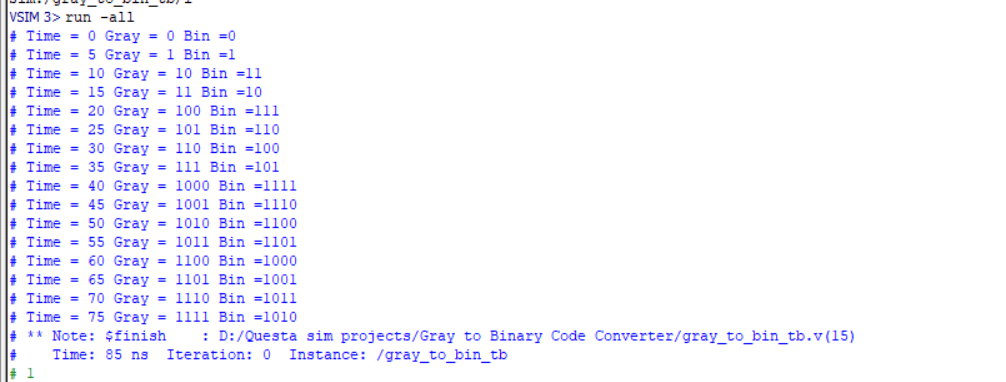 sim:/gray_to_bin_tb/i
VSIM 3> run -all
# Time = 0 Gray = 0 Bin =0
# Time = 5 Gray = 1 Bin =1
# Time = 10 Gray = 10 Bin =11
# Time = 15 Gray = 11 Bin =10
# Time = 20 Gray = 100 Bin =111
# Time = 25 Gray = 101 Bin =110
# Time = 30 Gray = 110 Bin =100
# Time = 35 Gray = 111 Bin =101
# Time = 40 Gray = 1000 Bin =1111
# Time = 45 Gray = 1001 Bin =1110
# Time = 50 Gray = 1010 Bin =1100
# Time = 55 Gray = 1011 Bin =1101
# Time = 60 Gray = 1100 Bin =1000
# Time = 65 Gray = 1101 Bin =1001
# Time = 70 Gray = 1110 Bin =1011
# Time = 75 Gray = 1111 Bin =1010
# ** Note: $finish    : D:/Questa sim projects/Gray to Binary Code Converter/gray_to_bin_tb.v(15)
#    Time: 85 ns  Iteration: 0  Instance: /gray_to_bin_tb
# 1